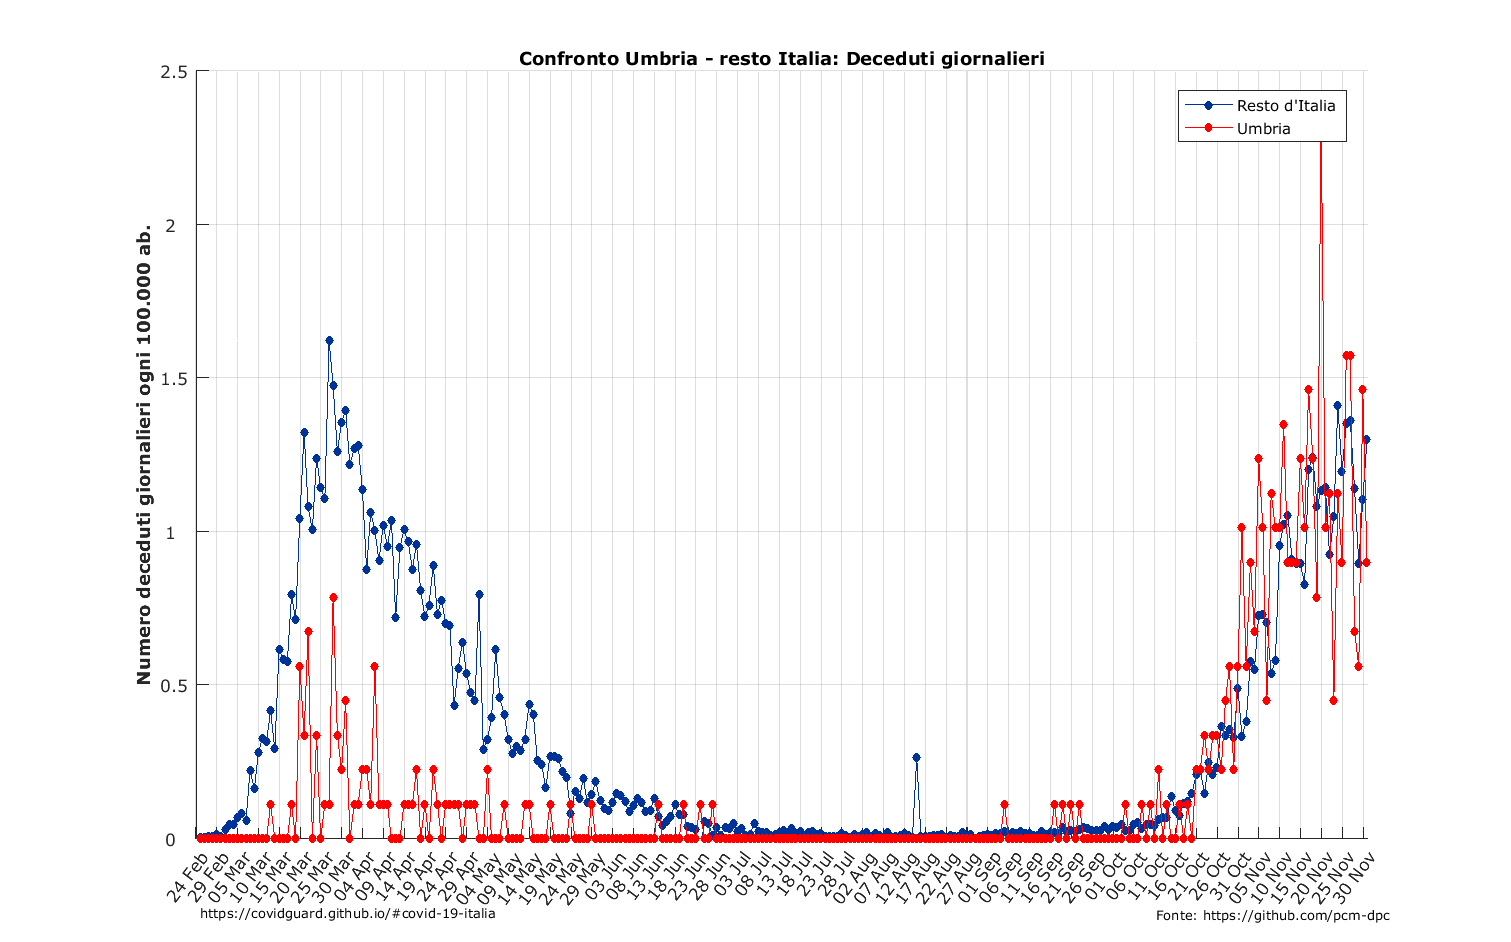 Confronto Umbria - resto Italia: Deceduti giornalieri
Resto d'Italia
Umbria
Numero deceduti giornalieri ogni 100.000 ab.
2.5
2
1.5
1
0.5
0
24 Feb
29 Feb
05 Mar
10 Mar
15 Mar
20 Mar
25 Mar
30 Mar
04 Apr
09 Apr
14 Apr
19 Apr
24 Apr
29 Apr
04 May
09 May
14 May
19 May
24 May
29 May
03 Jun
08 Jun
13 Jun
18 Jun
23 Jun
28 Jun
03 Jul
08 Jul
13 Jul
18 Jul
23 Jul
28 Jul
02 Aug
07 Aug
12 Aug
17 Aug
22 Aug
27 Aug
01 Sep
06 Sep
11 Sep
16 Sep
21 Sep
26 Sep
01 Oct
06 Oct
11 Oct
16 Oct
21 Oct
26 Oct
31 Oct
05 Nov
10 Nov
15 Nov
20 Nov
25 Nov
30 Nov
https://covidguard.github.io/#covid-19-italia
Fonte: https://github.com/pcm-dpc